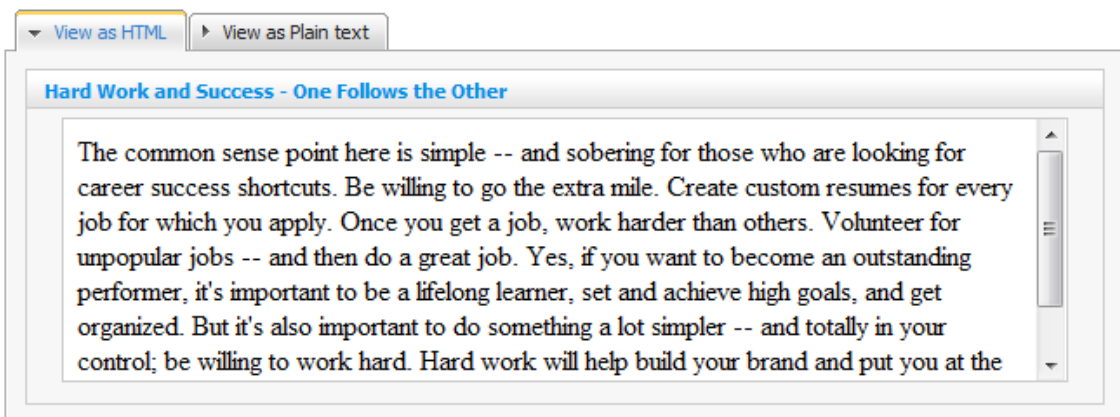 View as HTML View as Plain text
Hard Work and Success - One Follows the Other
The common sense point here is simple -- and sobering for those who are looking for
career success shortcuts. Be willing to go the extra mile. Create custom resumes for every
job for which you apply. Once you get a job, work harder than others. Volunteer for
unpopular jobs -- and then do a great job. Yes, if you want to become an outstanding
performer, it's important to be a lifelong learner, set and achieve high goals, and get
organized. But it's also important to do something a lot simpler -- and totally in your
control; be willing to work hard. Hard work will help build your brand and put you at the